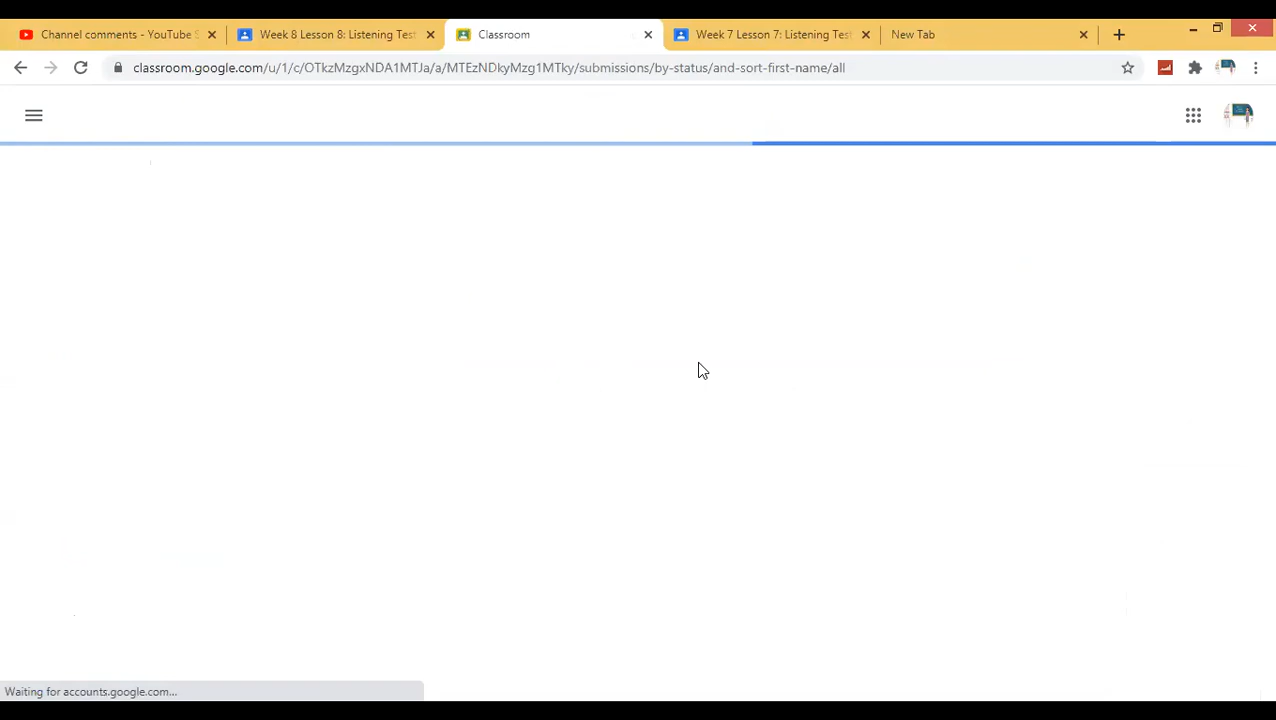 Channel comments - YouTube S
Week 8 Lesson 8: Listening Test
Classroom
Week 7 Lesson 7: Listening Test
New Tab
classroom.google.com/u/1/c/OTkzMzgxNDA1MTJa/a/MTEzNDkyMzg1MTky/submissions/by-status/and-sort-first-name/all
Waiting for accounts.google.com...